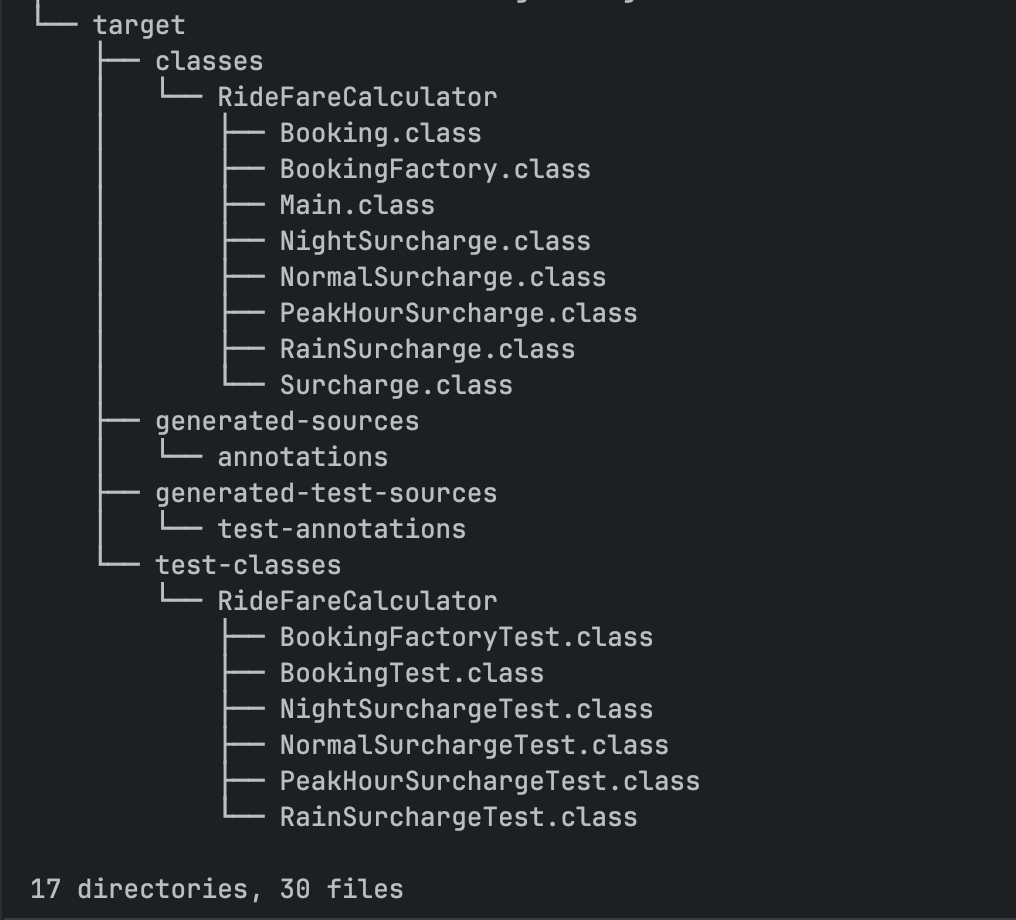 └── target
    ├── classes
    │   └── RideFareCalculator
    │       ├── Booking.class
    │       ├── BookingFactory.class
    │       ├── Main.class
    │       ├── NightSurcharge.class
    │       ├── NormalSurcharge.class
    │       ├── PeakHourSurcharge.class
    │       ├── RainSurcharge.class
    │       └── Surcharge.class
    ├── generated-sources
    │   └── annotations
    ├── generated-test-sources
    │   └── test-annotations
    └── test-classes
        └── RideFareCalculator
            ├── BookingFactoryTest.class
            ├── BookingTest.class
            ├── NightSurchargeTest.class
            ├── NormalSurchargeTest.class
            ├── PeakHourSurchargeTest.class
            └── RainSurchargeTest.class
17 directories, 30 files